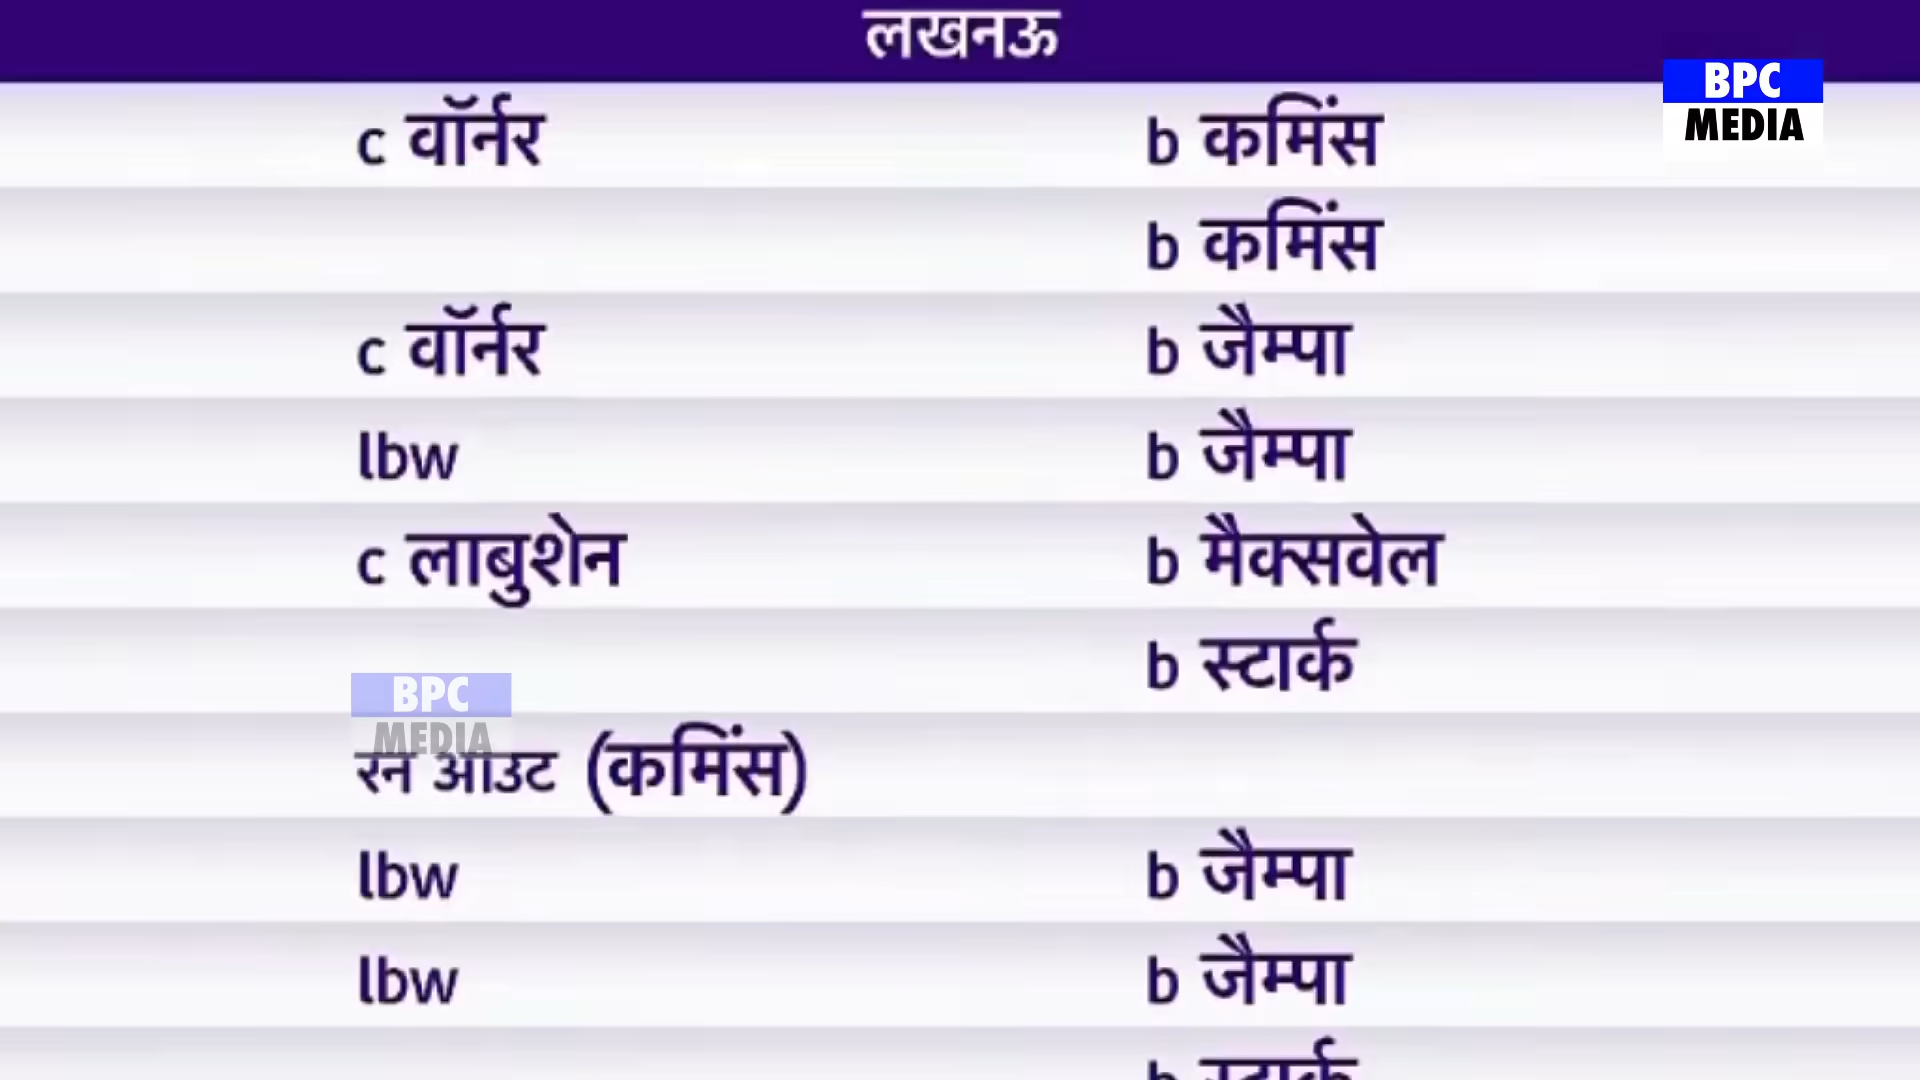 लखनऊ
BPC
MEDIA
c वॉर्नर b कमिंस
b कमिंस
c वॉर्नर b जैम्पा
lbw b जैम्पा
c लाबुशेन b मैक्सवेल
b स्टार्क
BPC
MEDIA
रन आउट (कमिंस)
lbw b जैम्पा
lbw b जैम्पा
b स्टार्क